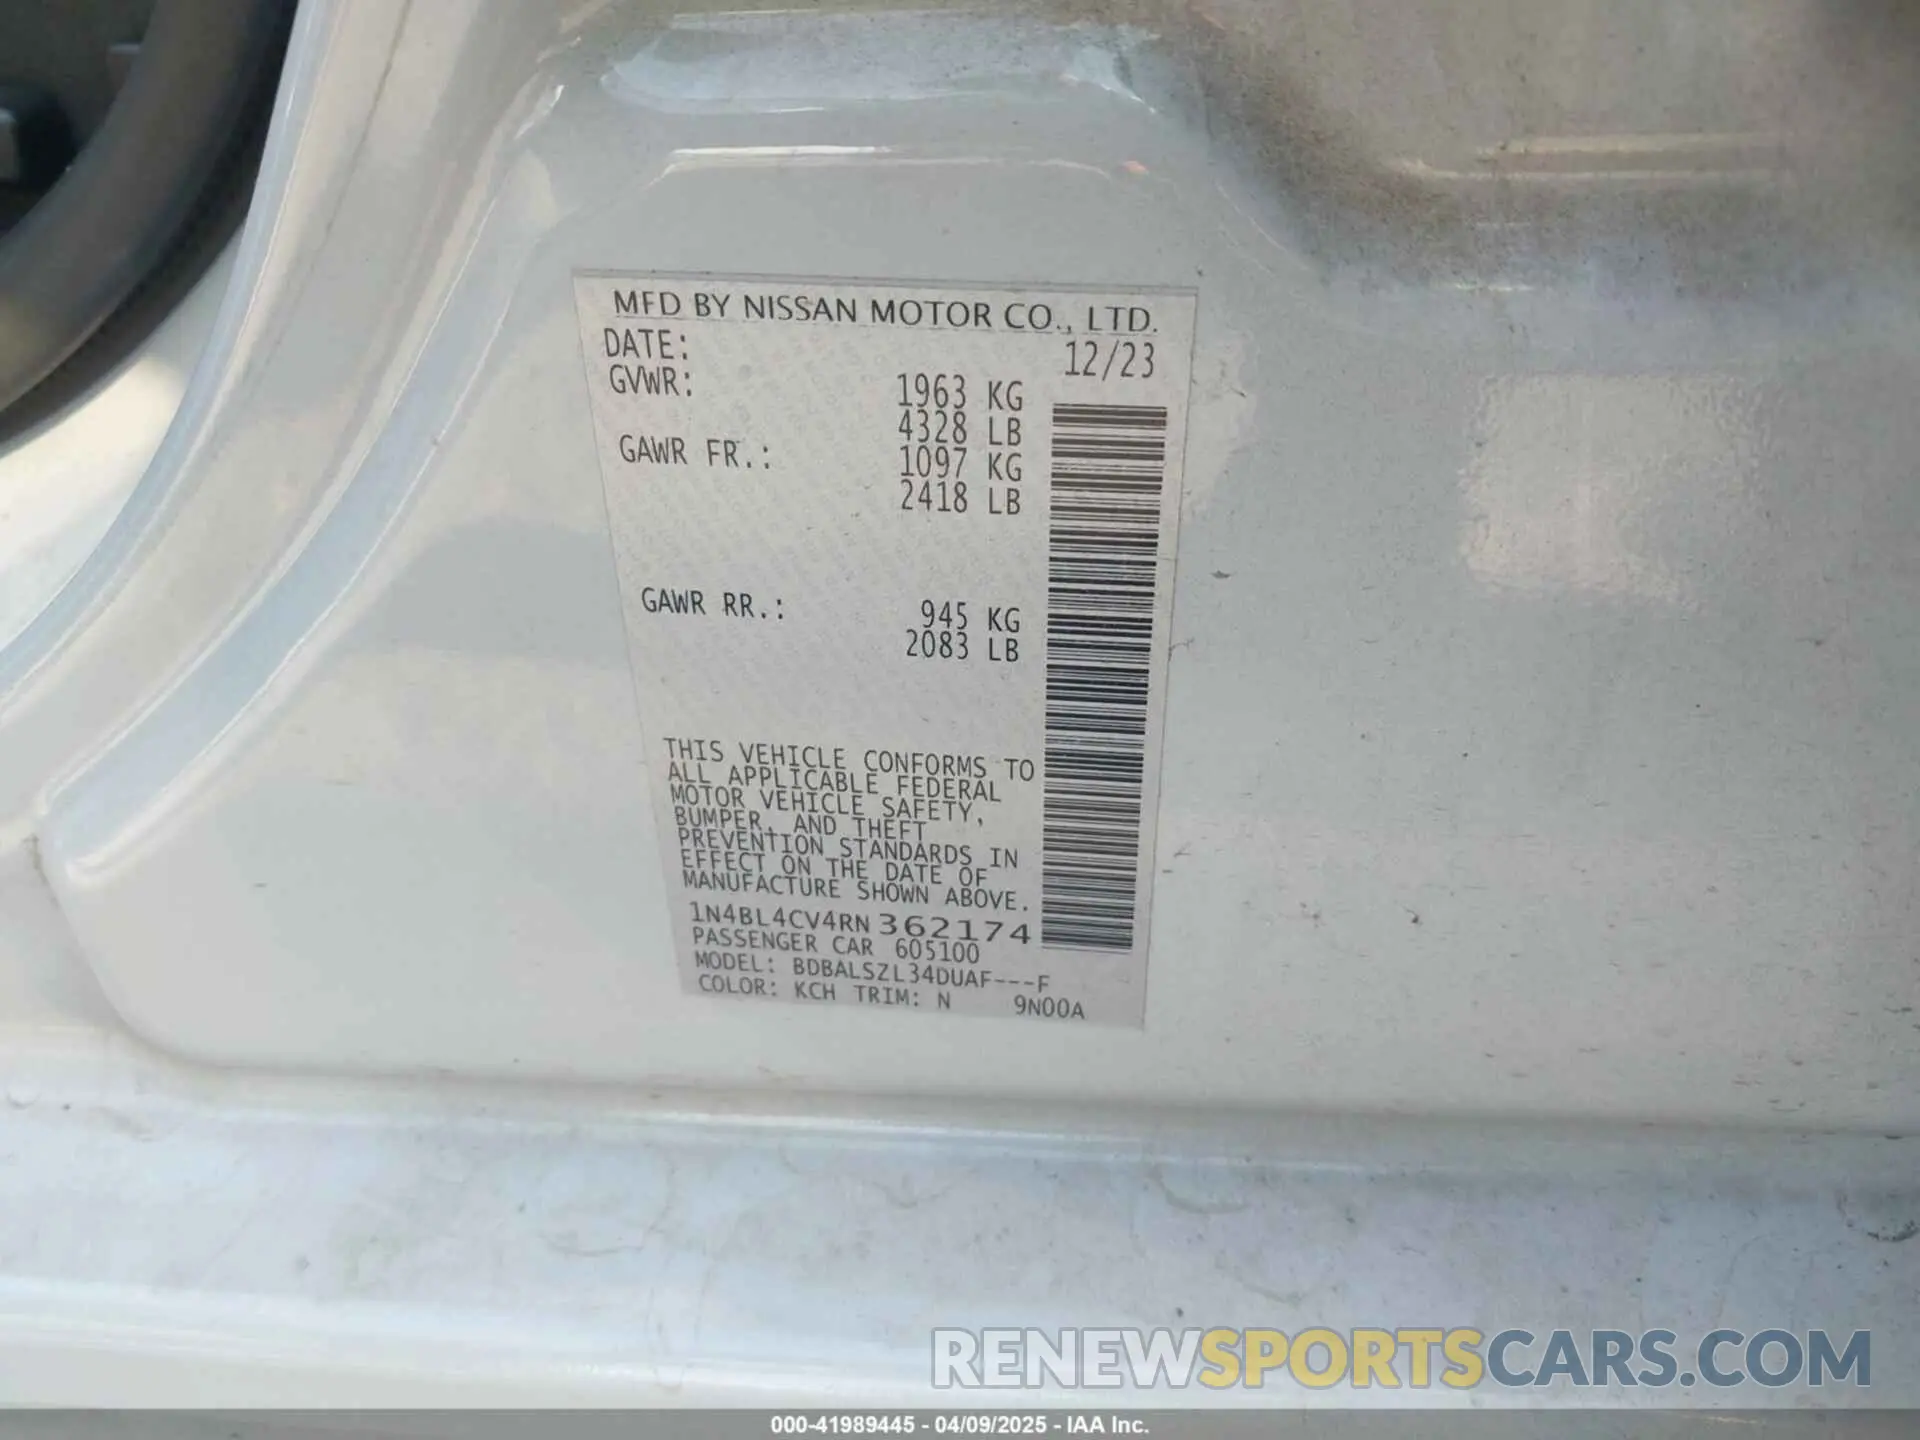 MFD BY NISSAN MOTOR CO., LTD.
DATE: 12/23
GVWR: 1963 KG
4328 LB
GAWR FR.: 1097 KG
2418 LB
GAWR RR.: 945 KG
2083 LB
THIS VEHICLE CONFORMS TO
ALL APPLICABLE FEDERAL
MOTOR VEHICLE SAFETY,
BUMPER, AND THEFT
PREVENTION STANDARDS IN
EFFECT ON THE DATE OF
MANUFACTURE SHOWN ABOVE.
1N4BL4CV4RN362174
PASSENGER CAR 605100
MODEL: BDBALSZL34DUAF---F
COLOR: KCH TRIM: N 9N00A
RENEWSPORTSCARS.COM
000-41989445 - 04/09/2025 - IAA Inc.